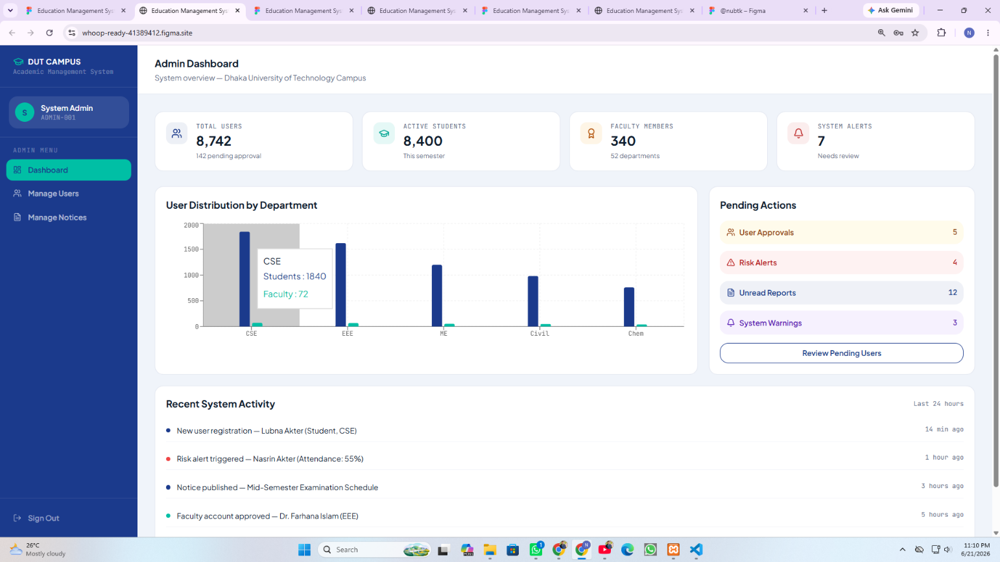 Education Management Sys
Education Management Sys
Education Management Sys
Education Management Sys
Education Management Sys
Education Management Sys
@nubtk – Figma
Ask Gemini
whoop-ready-41389412.figma.site
N
DUT CAMPUS
Academic Management System
S
System Admin
ADMIN-001
ADMIN MENU
Dashboard
Manage Users
Manage Notices
Sign Out
Admin Dashboard
System overview — Dhaka University of Technology Campus
TOTAL USERS
8,742
142 pending approval
ACTIVE STUDENTS
8,400
This semester
FACULTY MEMBERS
340
52 departments
SYSTEM ALERTS
7
Needs review
User Distribution by Department
2000
1500
1000
500
0
CSE
Students : 1840
Faculty : 72
CSE
EEE
ME
Civil
Chem
Pending Actions
User Approvals 5
Risk Alerts 4
Unread Reports 12
System Warnings 3
Review Pending Users
Recent System Activity
Last 24 hours
New user registration — Lubna Akter (Student, CSE)
14 min ago
Risk alert triggered — Nasrin Akter (Attendance: 55%)
1 hour ago
Notice published — Mid-Semester Examination Schedule
3 hours ago
Faculty account approved — Dr. Farhana Islam (EEE)
5 hours ago
26°C
Mostly cloudy
Search
M365
1
N
11:10 PM
6/21/2026